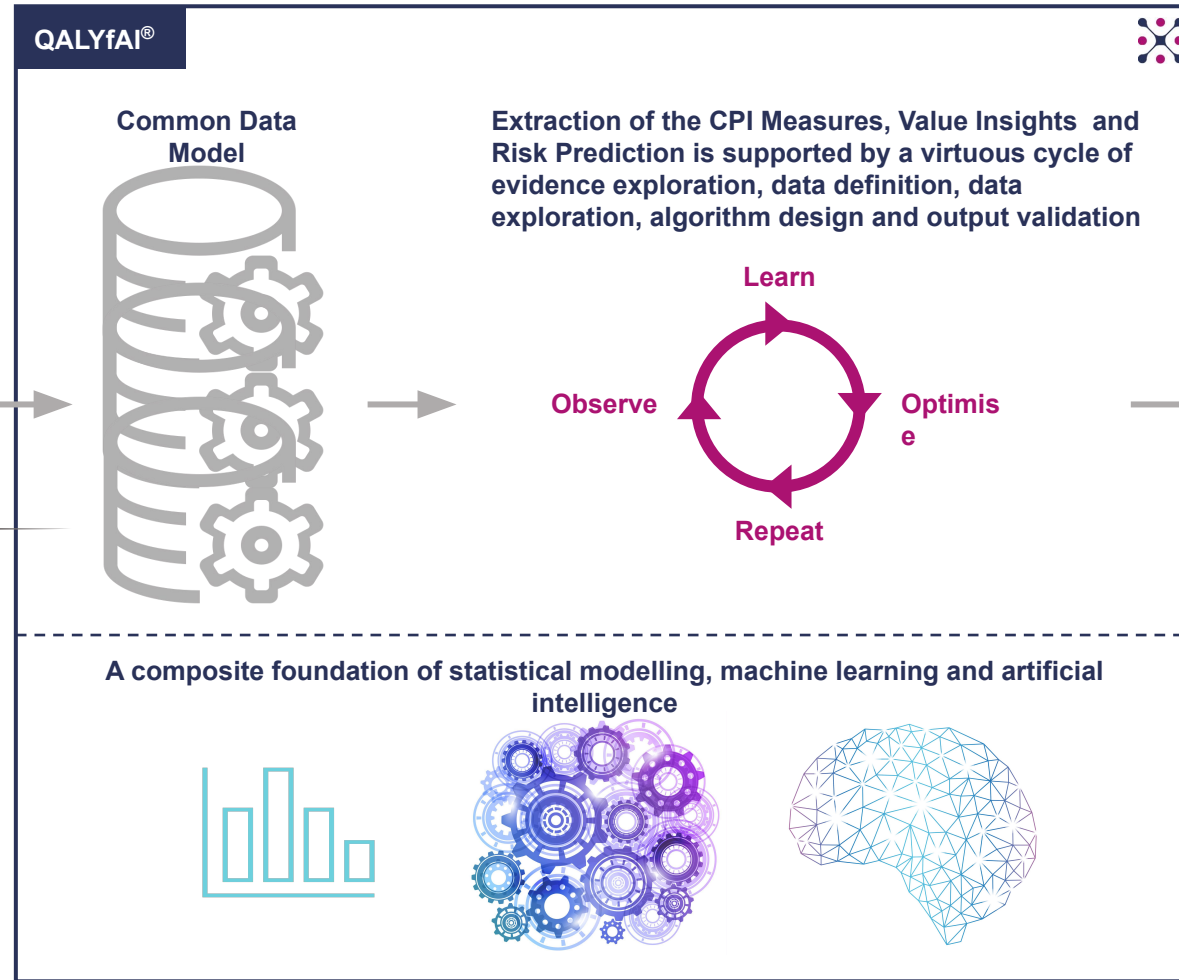 QALYfAI®
Common Data
Model
Extraction of the CPI Measures, Value Insights and
Risk Prediction is supported by a virtuous cycle of
evidence exploration, data definition, data
exploration, algorithm design and output validation
Learn
Observe
Optimis
e
Repeat
A composite foundation of statistical modelling, machine learning and artificial
intelligence